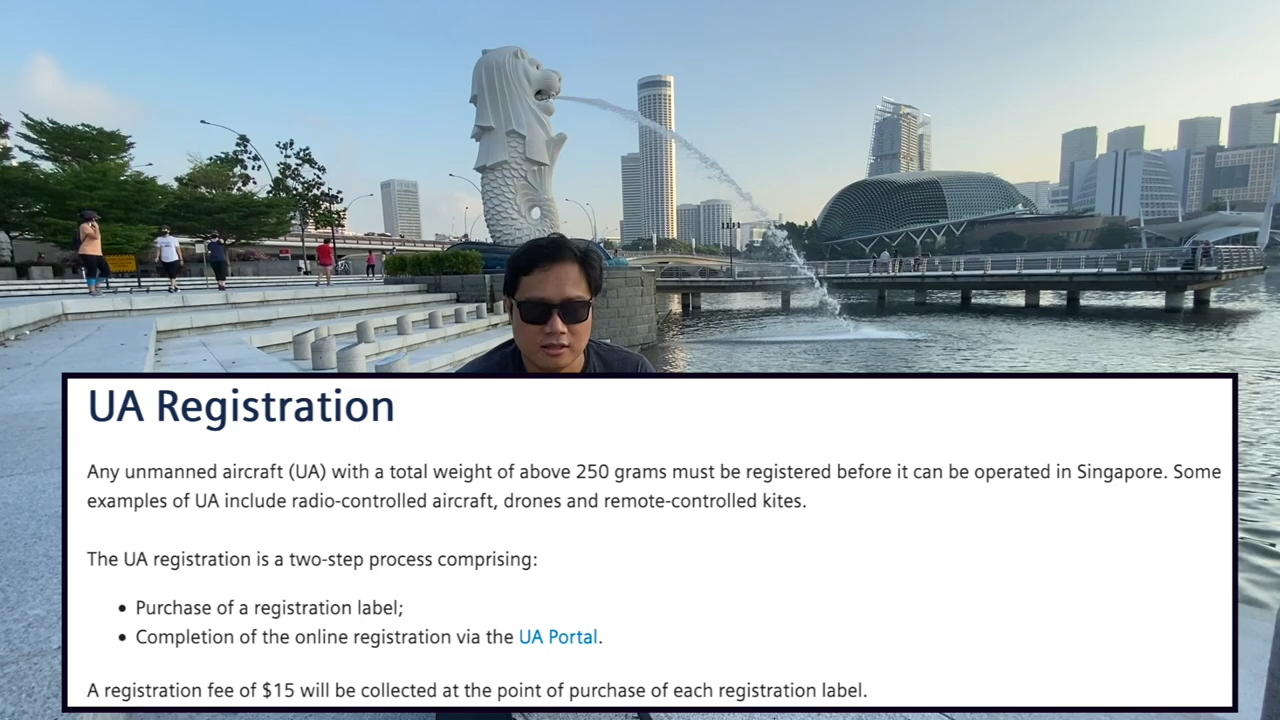 UA Registration
Any unmanned aircraft (UA) with a total weight of above 250 grams must be registered before it can be operated in Singapore. Some
examples of UA include radio-controlled aircraft, drones and remote-controlled kites.
The UA registration is a two-step process comprising:
• Purchase of a registration label;
• Completion of the online registration via the UA Portal.
A registration fee of $15 will be collected at the point of purchase of each registration label.